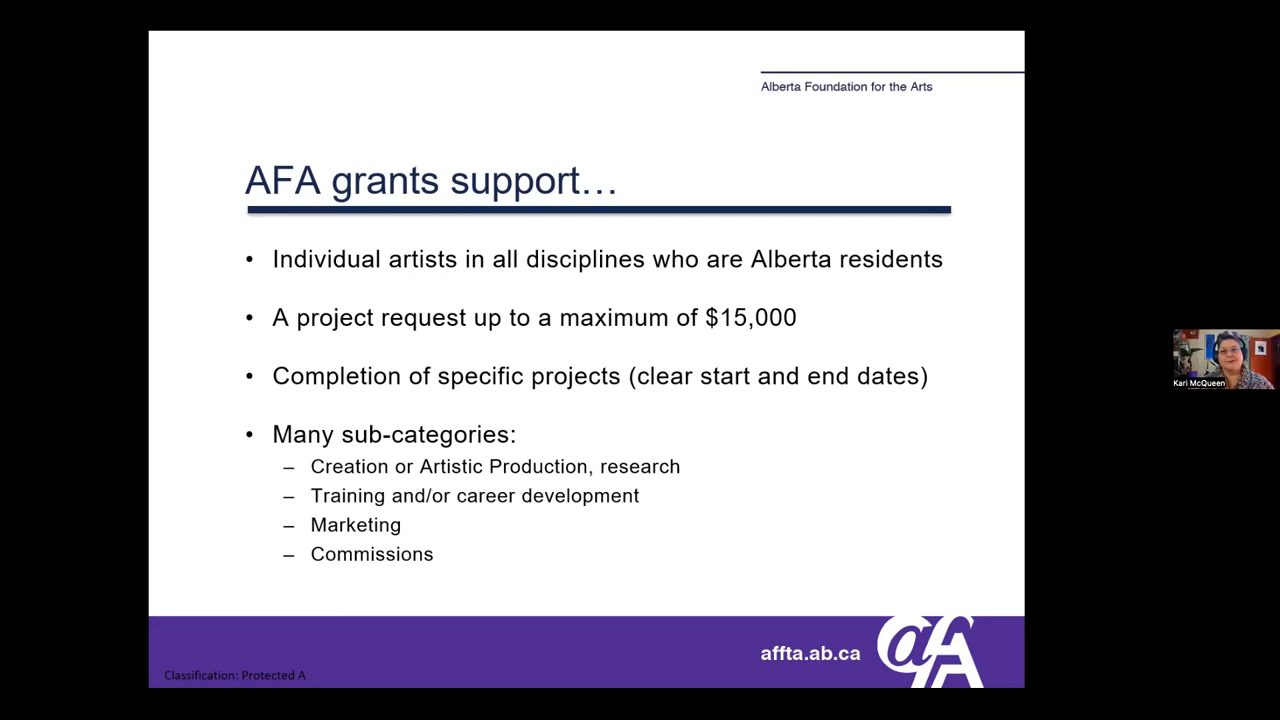 Alberta Foundation for the Arts
AFA grants support…
• Individual artists in all disciplines who are Alberta residents
• A project request up to a maximum of $15,000
• Completion of specific projects (clear start and end dates)
• Many sub-categories:
– Creation or Artistic Production, research
– Training and/or career development
– Marketing
– Commissions
Kari McQueen
affta.ab.ca
afA
Classification: Protected A